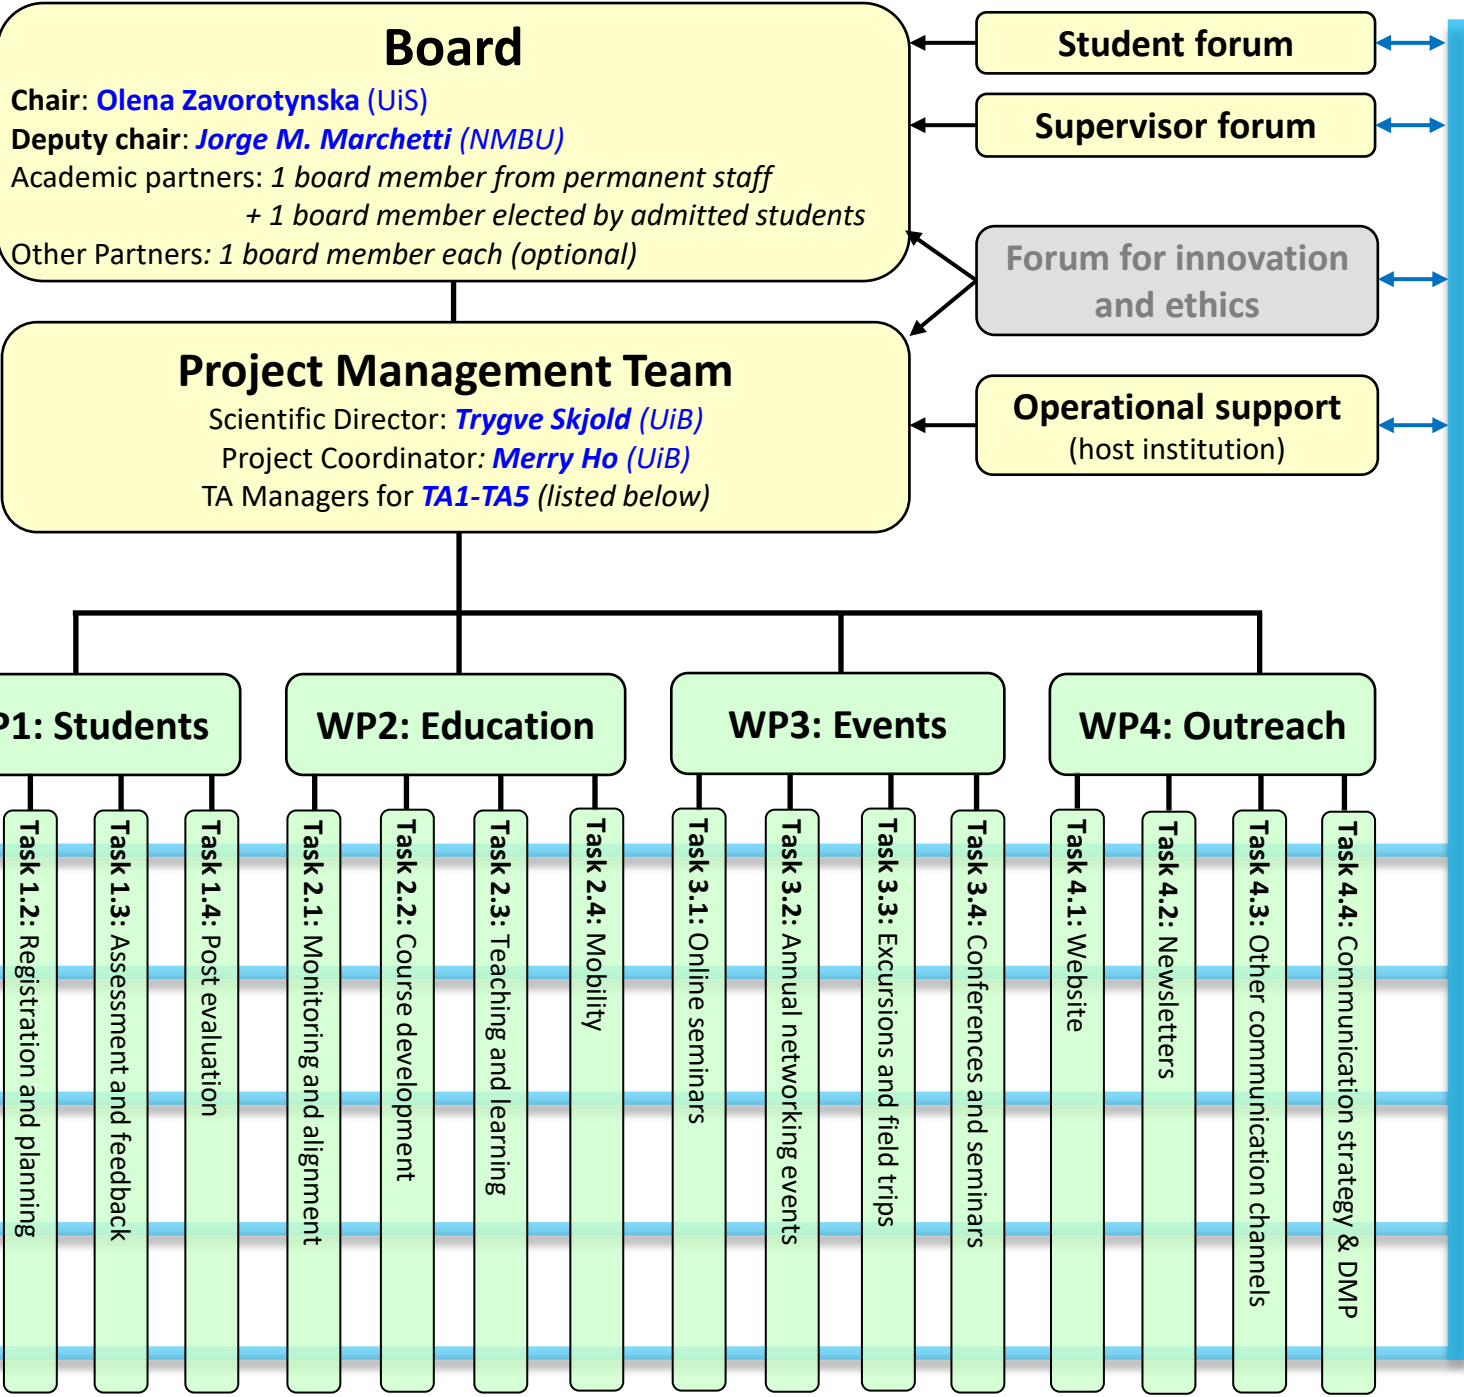 Board
Chair: Olena Zavorotynska (UiS)
Deputy chair: Jorge M. Marchetti (NMBU)
Academic partners: 1 board member from permanent staff
+ 1 board member elected by admitted students
Other Partners: 1 board member each (optional)
Student forum
Supervisor forum
Forum for innovation
and ethics
Project Management Team
Scientific Director: Trygve Skjold (UiB)
Project Coordinator: Merry Ho (UiB)
TA Managers for TA1-TA5 (listed below)
Operational support
(host institution)
P1: Students
WP2: Education
WP3: Events
WP4: Outreach
Task 1.2: Registration and planning
Task 1.3: Assessment and feedback
Task 1.4: Post evaluation
Task 2.1: Monitoring and alignment
Task 2.2: Course development
Task 2.3: Teaching and learning
Task 2.4: Mobility
Task 3.1: Online seminars
Task 3.2: Annual networking events
Task 3.3: Excursions and field trips
Task 3.4: Conferences and seminars
Task 4.1: Website
Task 4.2: Newsletters
Task 4.3: Other communication channels
Task 4.4: Communication strategy & DMP